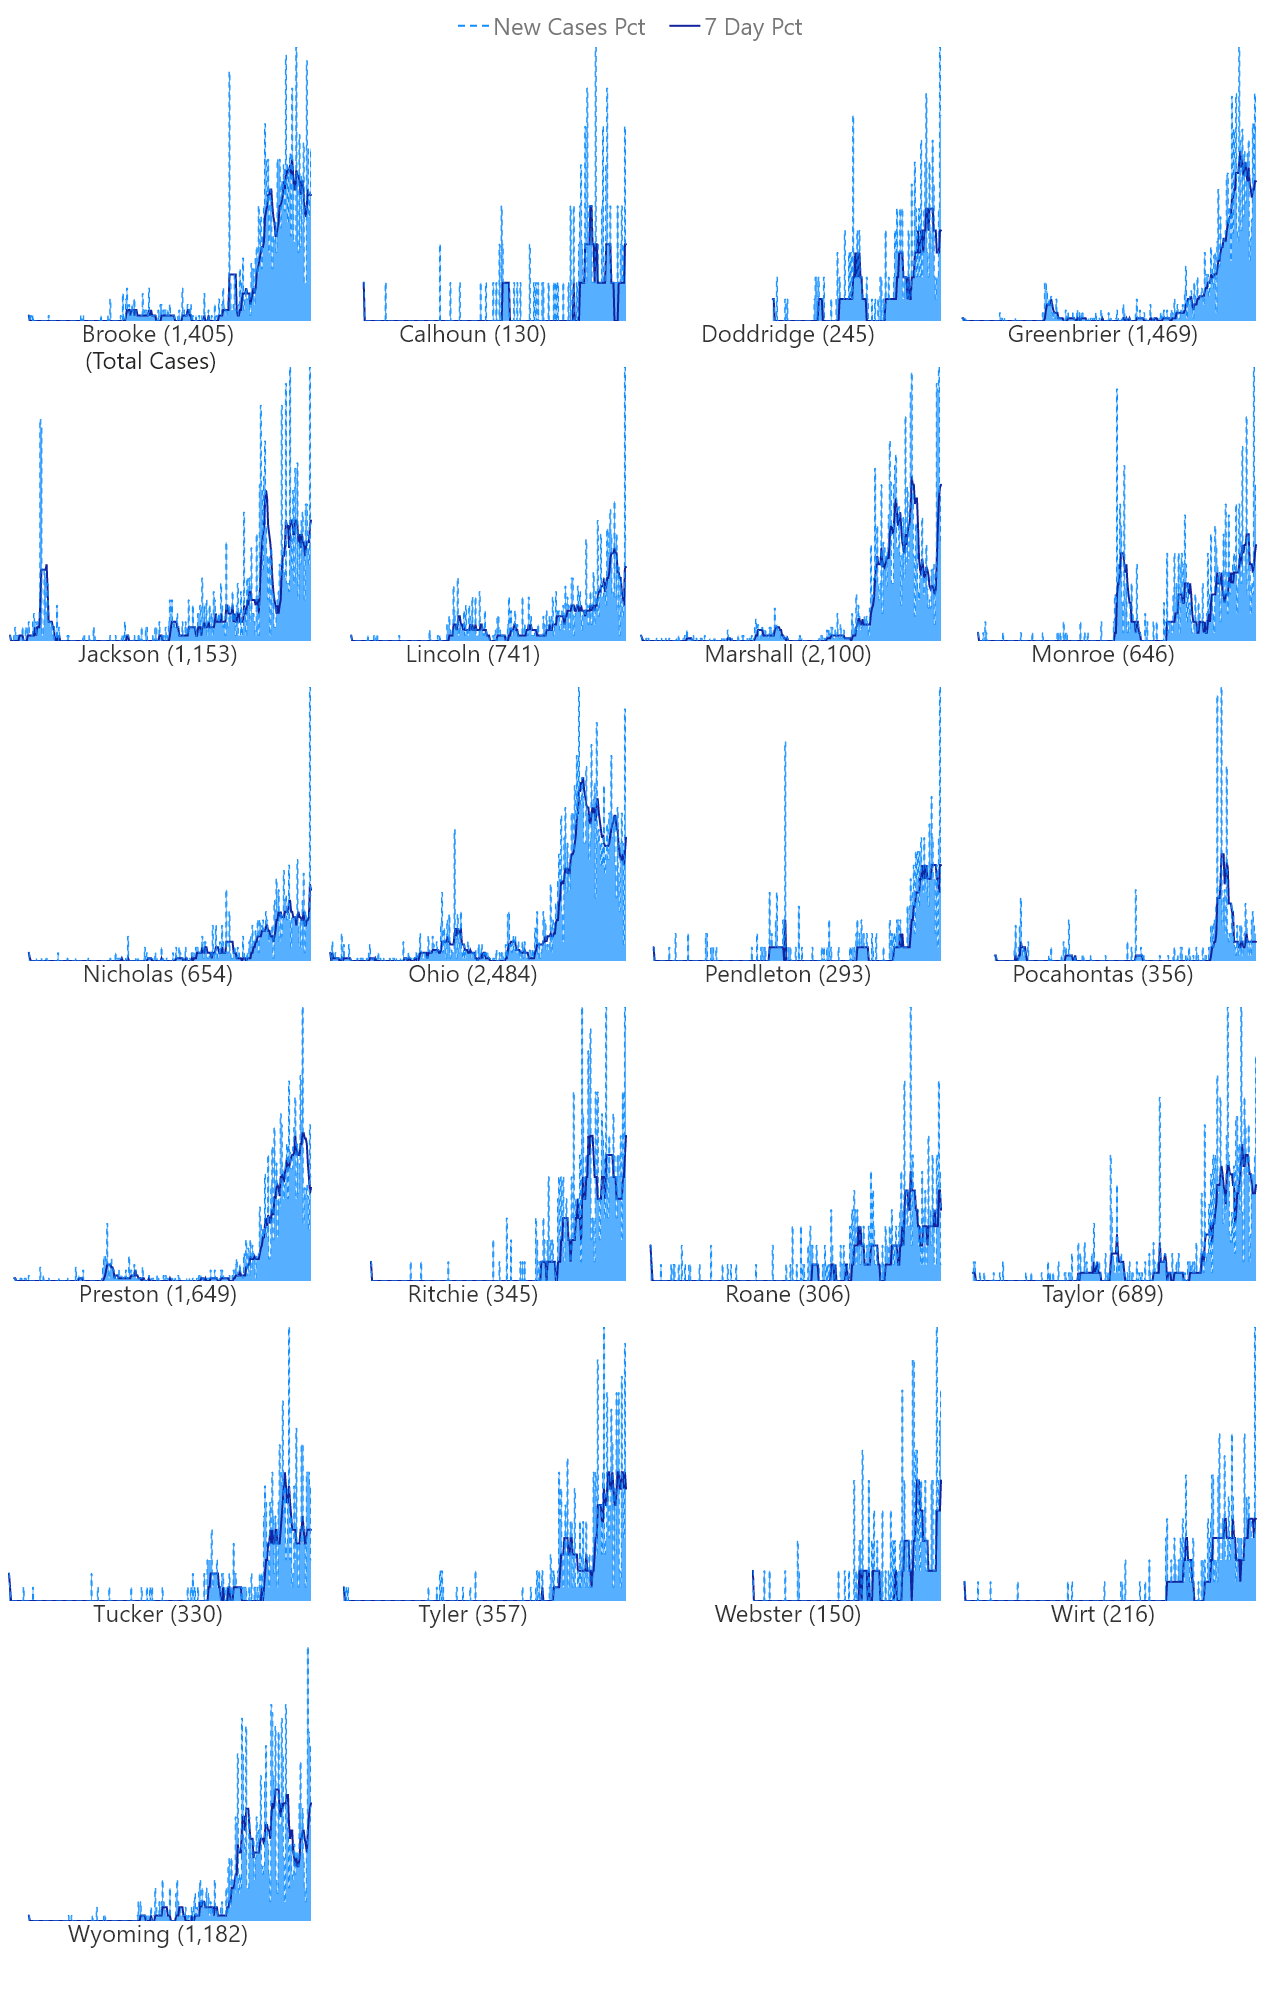 New Cases Pct 7 Day Pct
Brooke (1,405) Calhoun (130) Doddridge (245) Greenbrier (1,469)
(Total Cases)
Jackson (1,153) Lincoln (741) Marshall (2,100) Monroe (646)
Nicholas (654) Ohio (2,484) Pendleton (293) Pocahontas (356)
Preston (1,649) Ritchie (345) Roane (306) Taylor (689)
Tucker (330) Tyler (357) Webster (150) Wirt (216)
Wyoming (1,182)